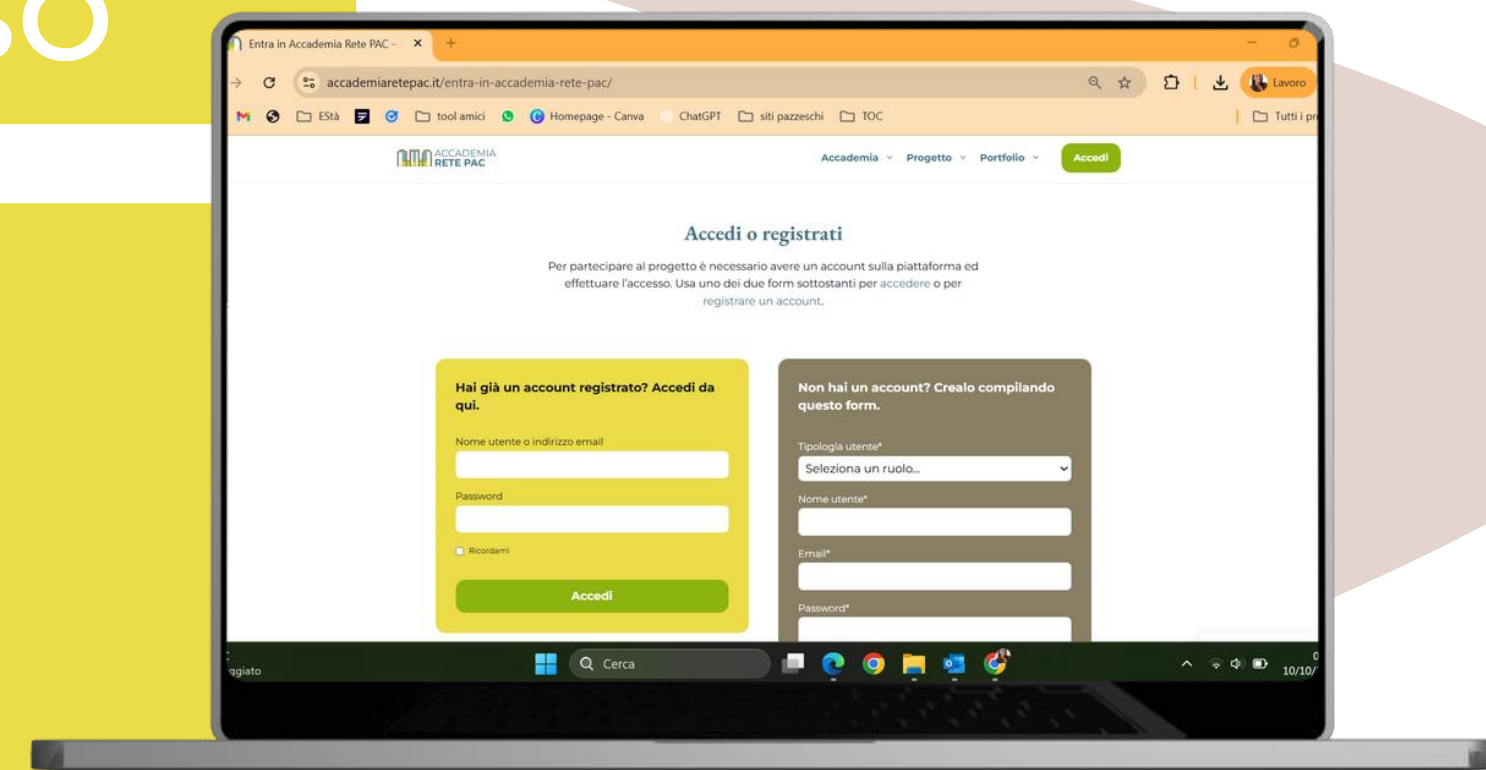 so
Entra in Accademia Rete PAC -
accademiaretepac.it/entra-in-accademia-rete-pac/
Lavoro
EStà
tool amici
Homepage - Canva
ChatGPT
siti pazzeschi
TOC
Tutti i pr
ACCADEMIA
RETE PAC
Accademia
Progetto
Portfolio
Accedi
Accedi o registrati
Per partecipare al progetto è necessario avere un account sulla piattaforma ed
effettuare l'accesso. Usa uno dei due form sottostanti per accedere o per
registrare un account.
Hai già un account registrato? Accedi da
qui.
Nome utente o indirizzo email
Password
Ricordami
Accedi
Non hai un account? Crealo compilando
questo form.
Tipologia utente*
Seleziona un ruolo...
Nome utente*
Email*
Password*
ggiato
Cerca
10/10/